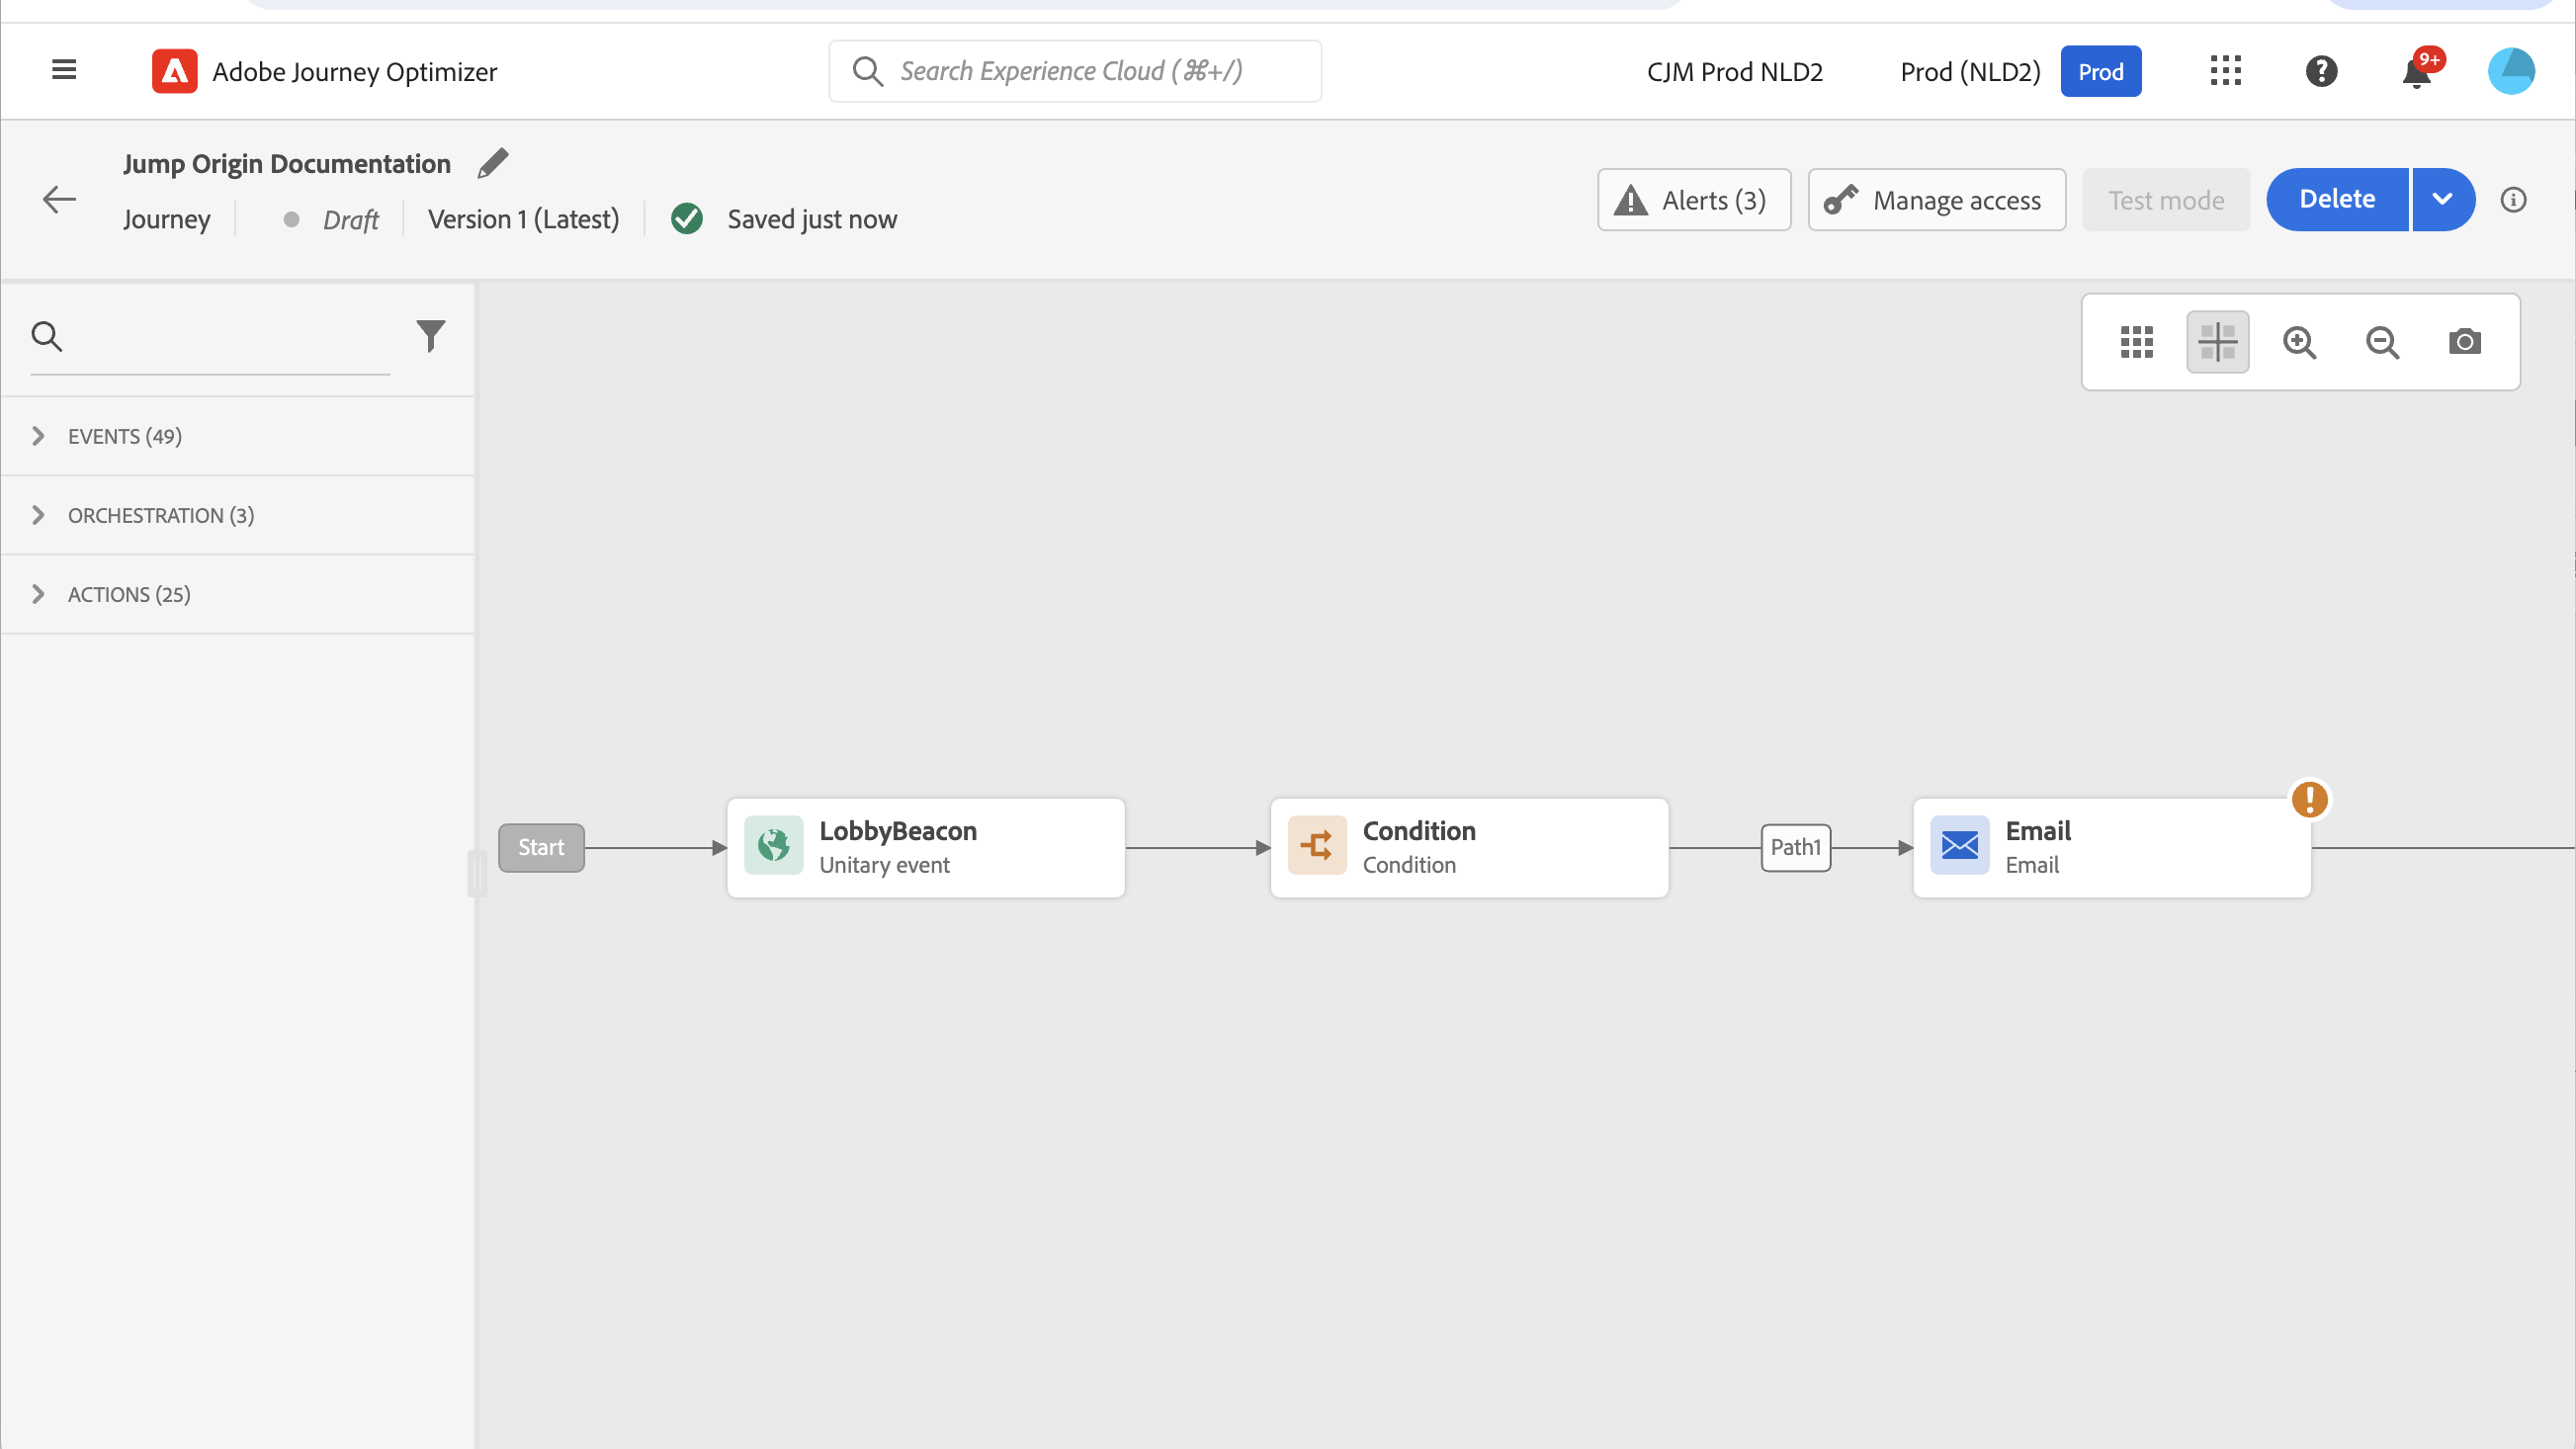 Adobe Journey Optimizer
Search Experience Cloud (⌘+/)
CJM Prod NLD2
Prod (NLD2)
Prod
9+
Jump Origin Documentation
Journey
Draft
Version 1 (Latest)
Saved just now
Alerts (3)
Manage access
Test mode
Delete
EVENTS (49)
ORCHESTRATION (3)
ACTIONS (25)
Start
LobbyBeacon
Unitary event
Condition
Condition
Path1
Email
Email